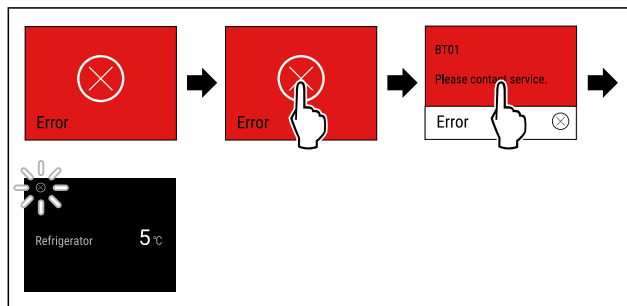 Error
Error
BT01
Please contact service.
Error
Refrigerator 5 °C